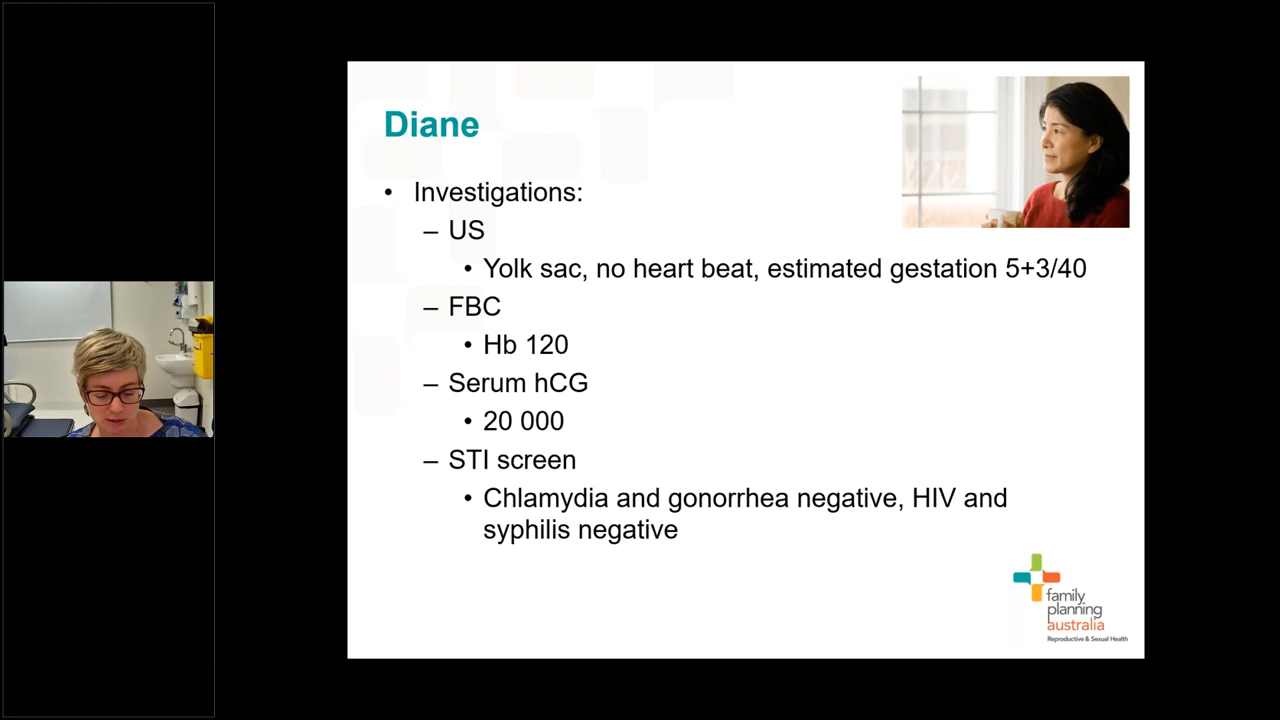 Diane
• Investigations:
– US
• Yolk sac, no heart beat, estimated gestation 5+3/40
– FBC
• Hb 120
– Serum hCG
• 20 000
– STI screen
• Chlamydia and gonorrhea negative, HIV and
syphilis negative
family
planning
australia
Reproductive & Sexual Health